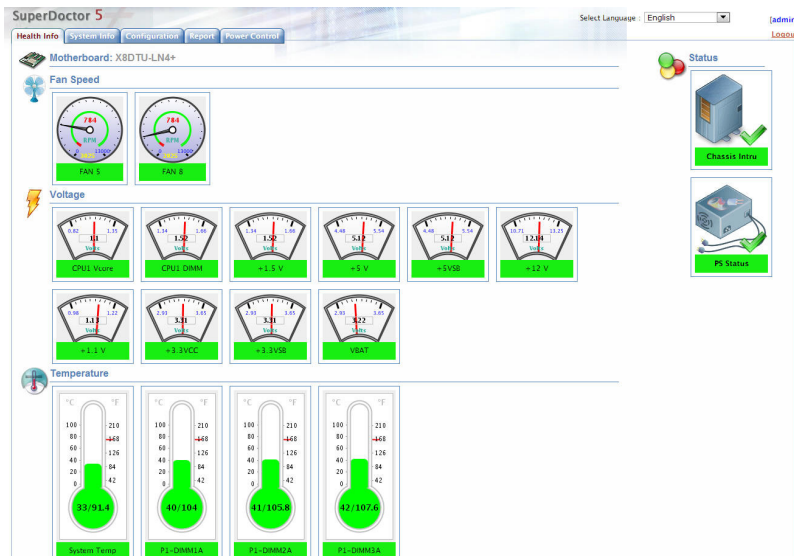 SuperDoctor 5
Select Language : English
[admin
Logou
Health Info System Info Configuration Report Power Control
Motherboard: X8DTU-LN4+
Status
Fan Speed
784 784
RPM RPM
0 13000 0 13000
FAN 5 FAN 8
Chassis Intru
Voltage
0.82 1.35 1.34 1.66 1.34 1.66 4.48 5.54 4.48 5.54 10.71 13.25
1.1 1.52 1.52 5.12 5.12 12.14
Volts Volts Volts Volts Volts Volts
CPU1 Vcore CPU1 DIMM +1.5 V +5 V +5VSB +12 V
PS Status
0.98 1.22 2.93 3.65 2.93 3.65 2.93 3.65
1.13 3.31 3.31 3.22
Volts Volts Volts Volts
+1.1 V +3.3VCC +3.3VSB VBAT
Temperature
°C °F °C °F °C °F °C °F
100 210 100 210 100 210 100 210
80 168 80 168 80 168 80 168
60 126 60 126 60 126 60 126
40 84 40 84 40 84 40 84
20 42 20 42 20 42 20 42
0 0 0 0
33/91.4 40/104 41/105.8 42/107.6
System Temp P1-DIMM1A P1-DIMM2A P1-DIMM3A